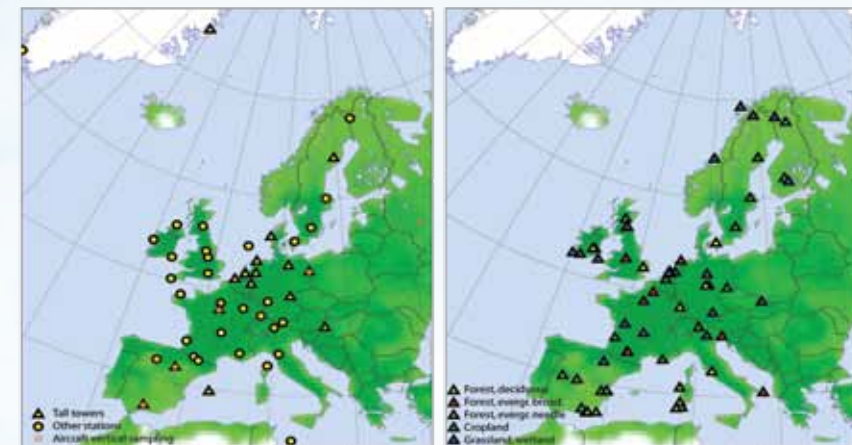 Tall towers
Other stations
Aircraft vertical sampling
Forest, deciduous
Forest, evergr. broad
Forest, evergr. needle
Cropland
Grassland, wetland